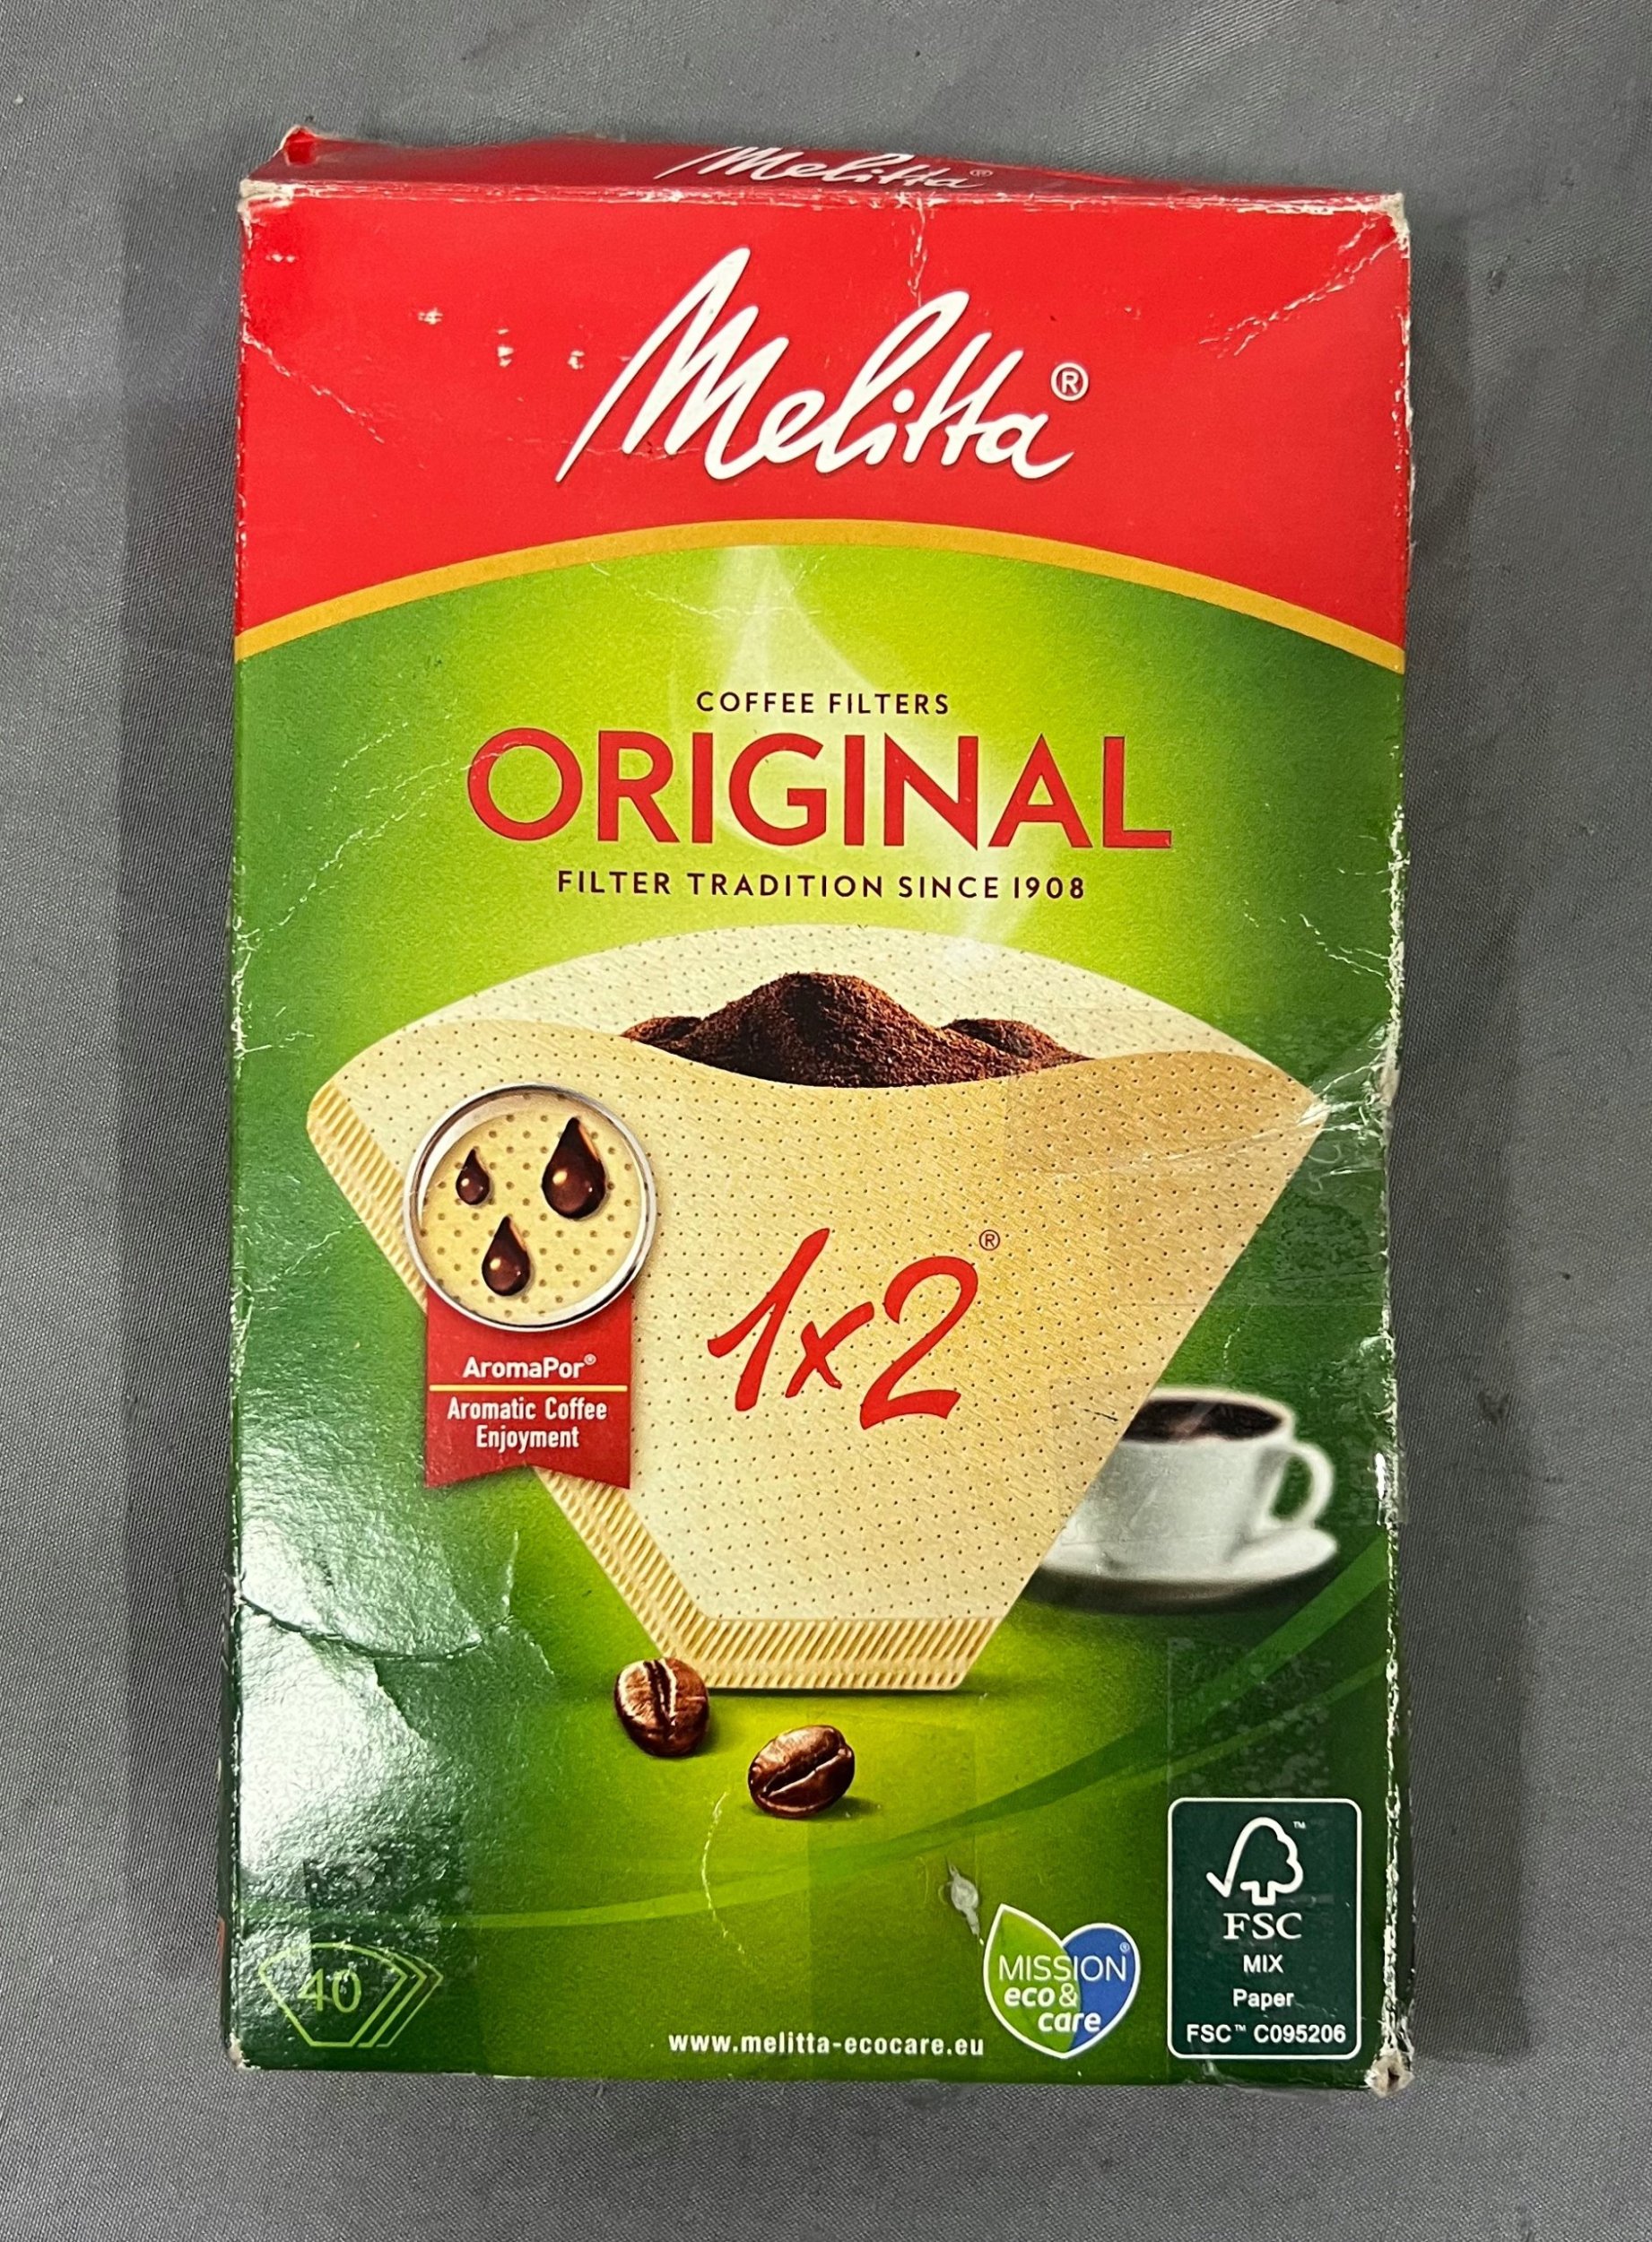 Melitta®
Melitta®
COFFEE FILTERS
ORIGINAL
FILTER TRADITION SINCE 1908
1x2®
AromaPor®
Aromatic Coffee
Enjoyment
40
www.melitta-ecocare.eu
MISSION®
eco&
care
™
FSC
MIX
Paper
FSC™ C095206